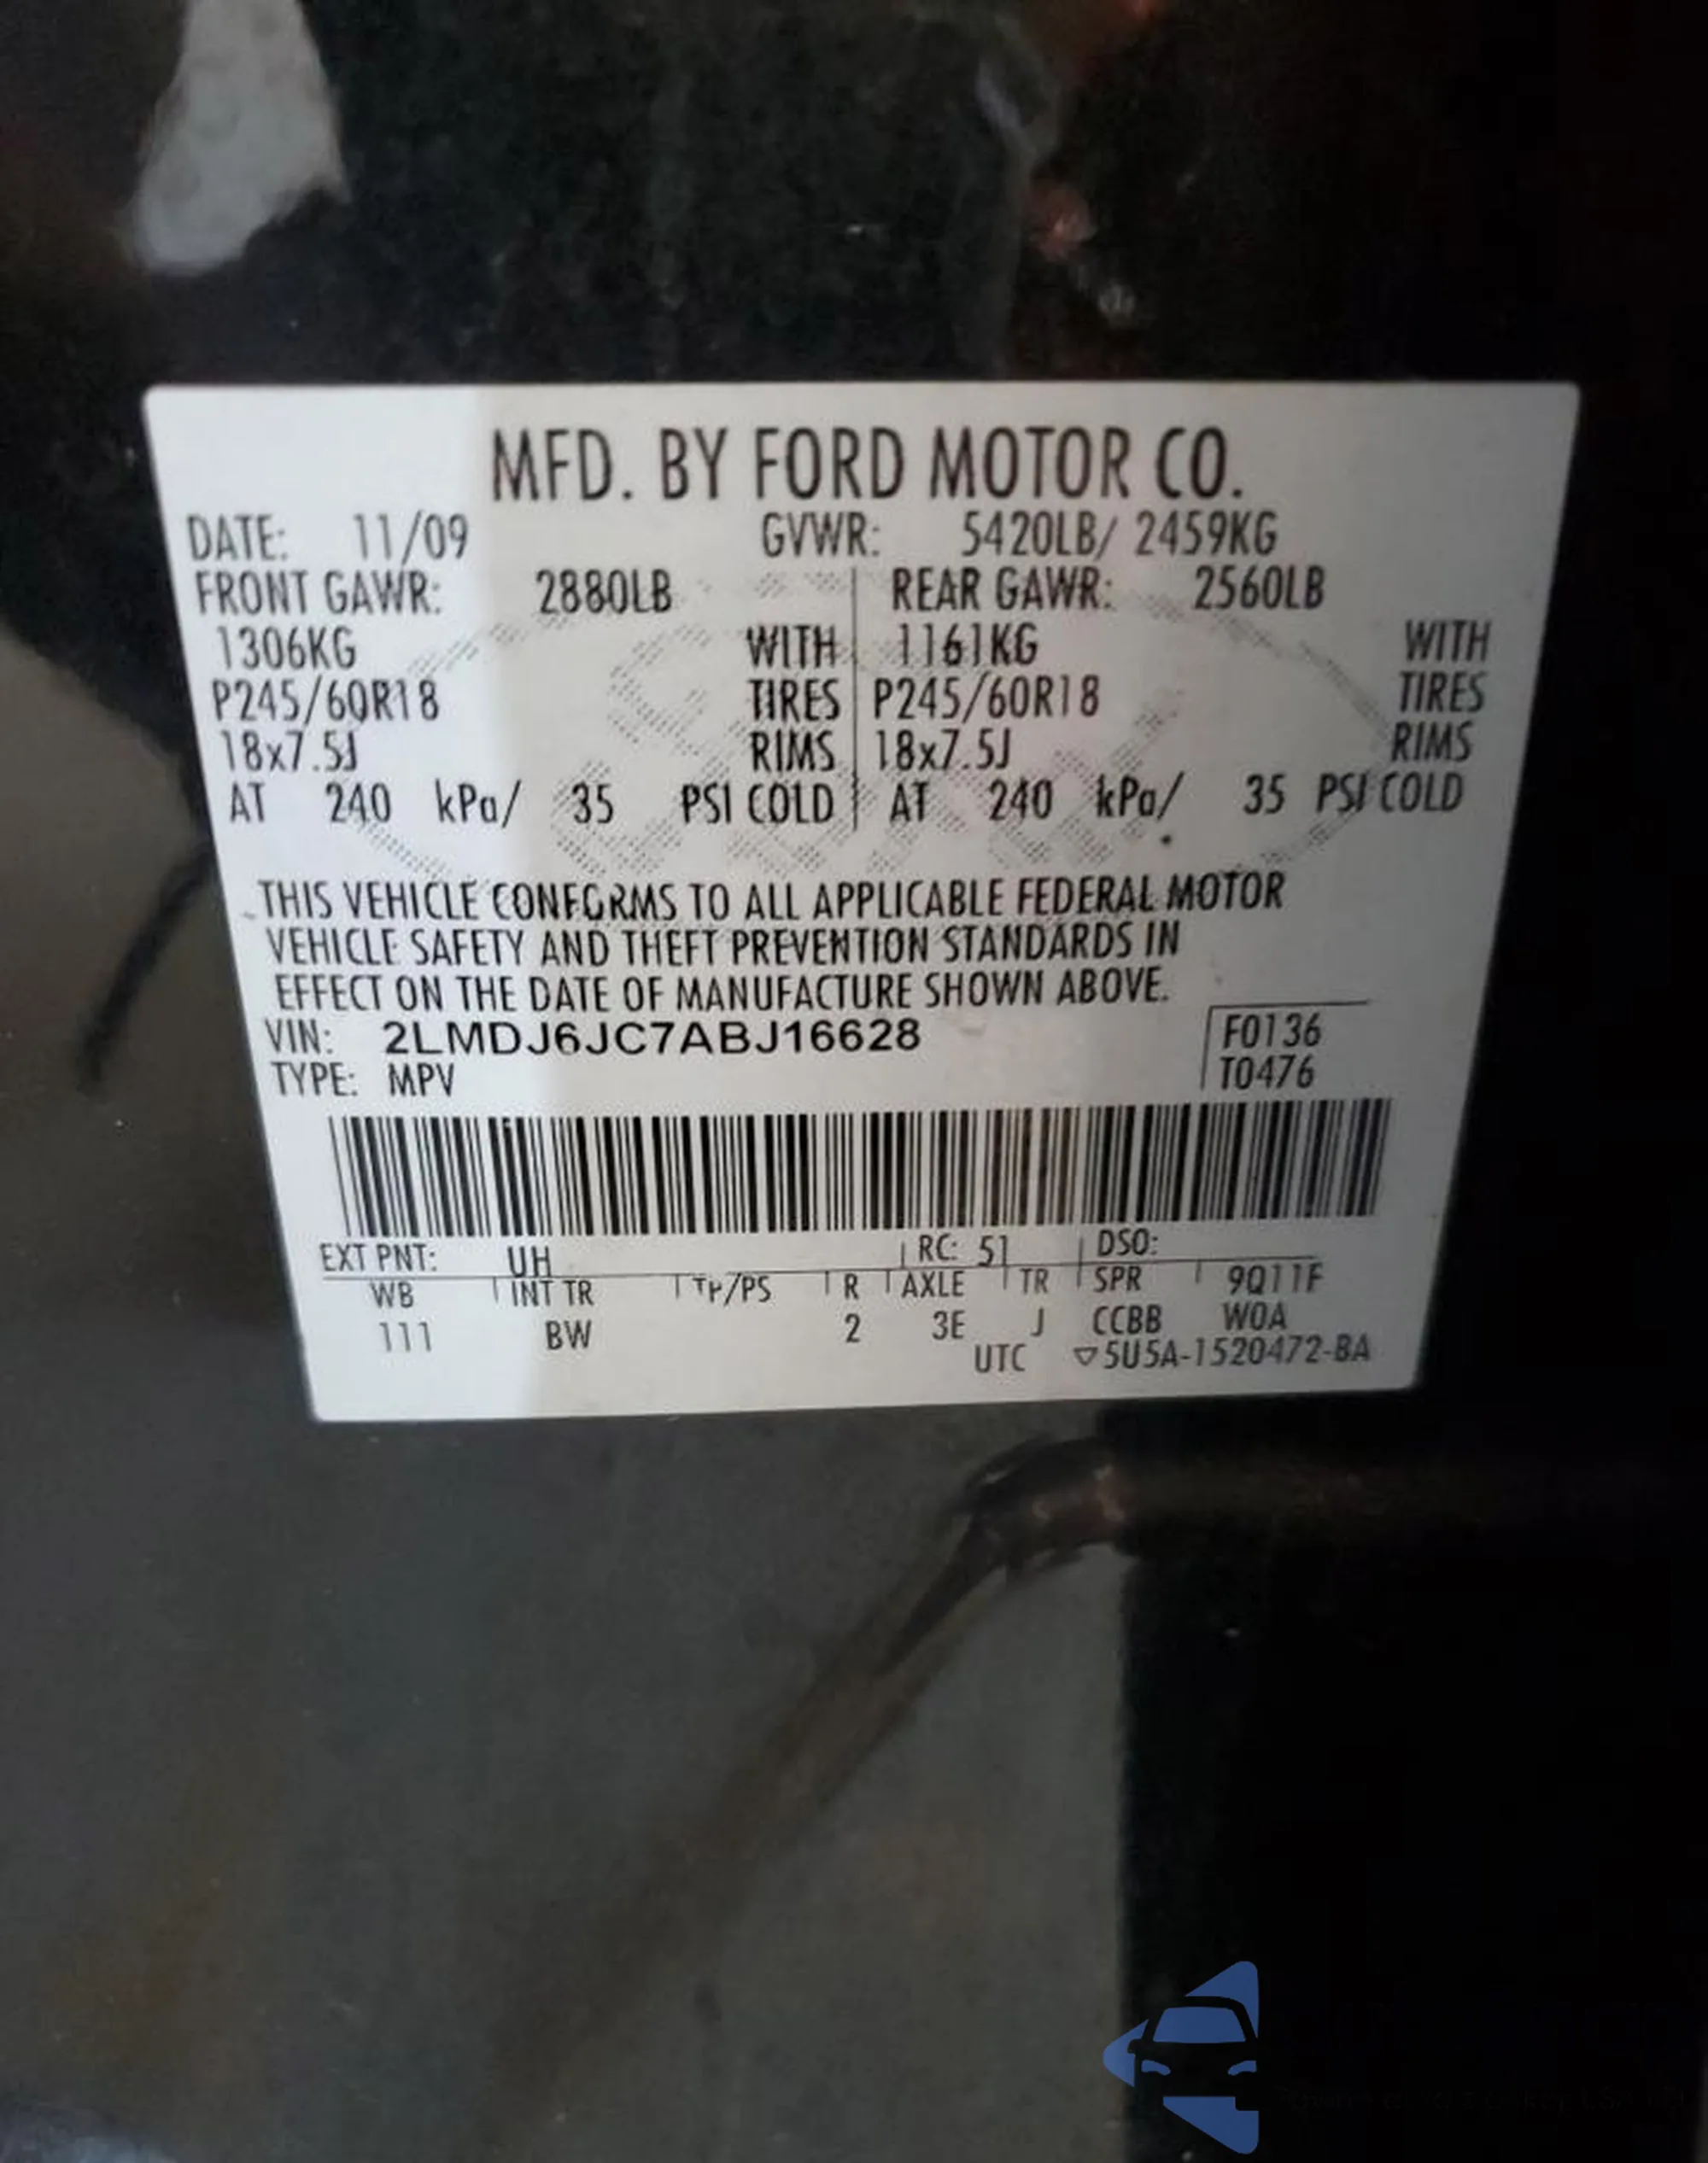 MFD. BY FORD MOTOR CO.
DATE: 11/09 GVWR: 5420LB/ 2459KG
FRONT GAWR: 2880LB REAR GAWR: 2560LB
1306KG WITH 1161KG WITH
P245/60R18 TIRES P245/60R18 TIRES
18x7.5J RIMS 18x7.5J RIMS
AT 240 kPa/ 35 PSI COLD AT 240 kPa/ 35 PSI COLD
THIS VEHICLE CONFORMS TO ALL APPLICABLE FEDERAL MOTOR
VEHICLE SAFETY AND THEFT PREVENTION STANDARDS IN
EFFECT ON THE DATE OF MANUFACTURE SHOWN ABOVE.
VIN: 2LMDJ6JC7ABJ16628 F0136
TYPE: MPV T0476
EXT PNT: UH RC: 51 DSO:
WB INT TR TP/PS R AXLE TR SPR 9Q11F
111 BW 2 3E J CCBB WOA
UTC ▽5U5A-1520472-BA